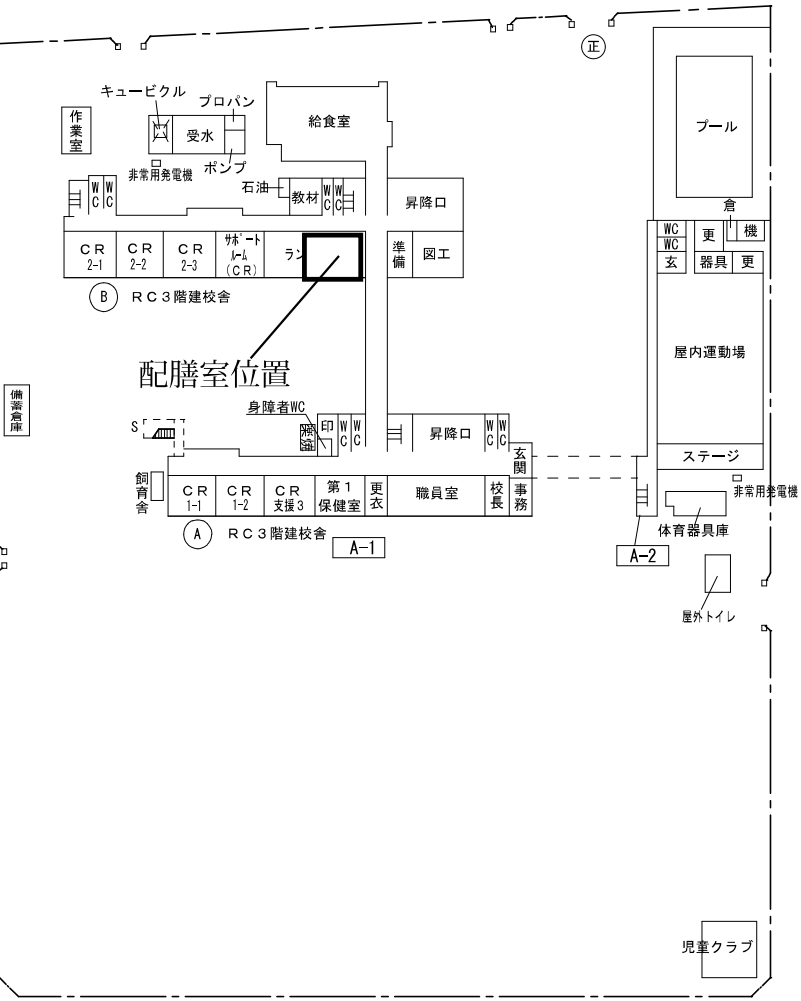 正
キュービクル
プロパン
作業室
受水
給食室
プール
ポンプ
非常用発電機
石油
教材
WC
WC
WC
WC
昇降口
倉
WC
WC
更
機
玄
器具
更
CR
2-1
CR
2-2
CR
2-3
サポート
ルーム
(CR)
ラン
準備
図工
B
RC3階建校舎
屋内運動場
配膳室位置
備蓄倉庫
身障者WC
S
印
WC
WC
昇降口
WC
WC
玄関
ステージ
飼育舎
CR
1-1
CR
1-2
CR
支援3
第1
保健室
更衣
職員室
校長
事務
非常用発電機
体育器具庫
A
RC3階建校舎
A-1
A-2
屋外トイレ
児童クラブ